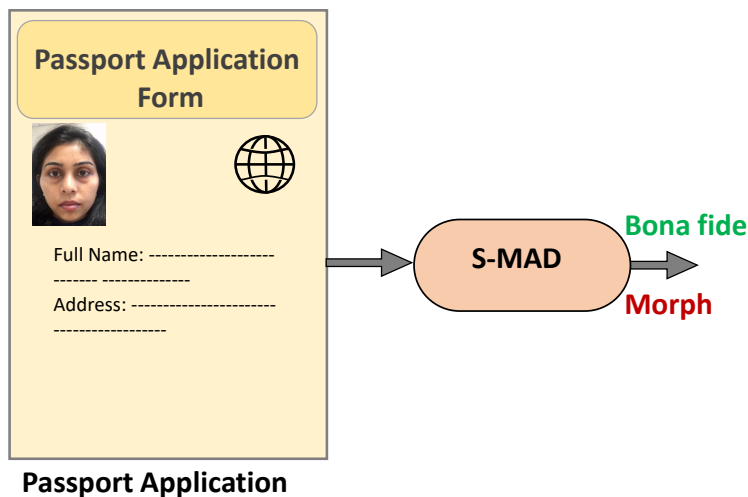 Passport Application
Form
Full Name: --------------------
------- --------------
Address: -----------------------
------------------
S-MAD
Bona fide
Morph
Passport Application